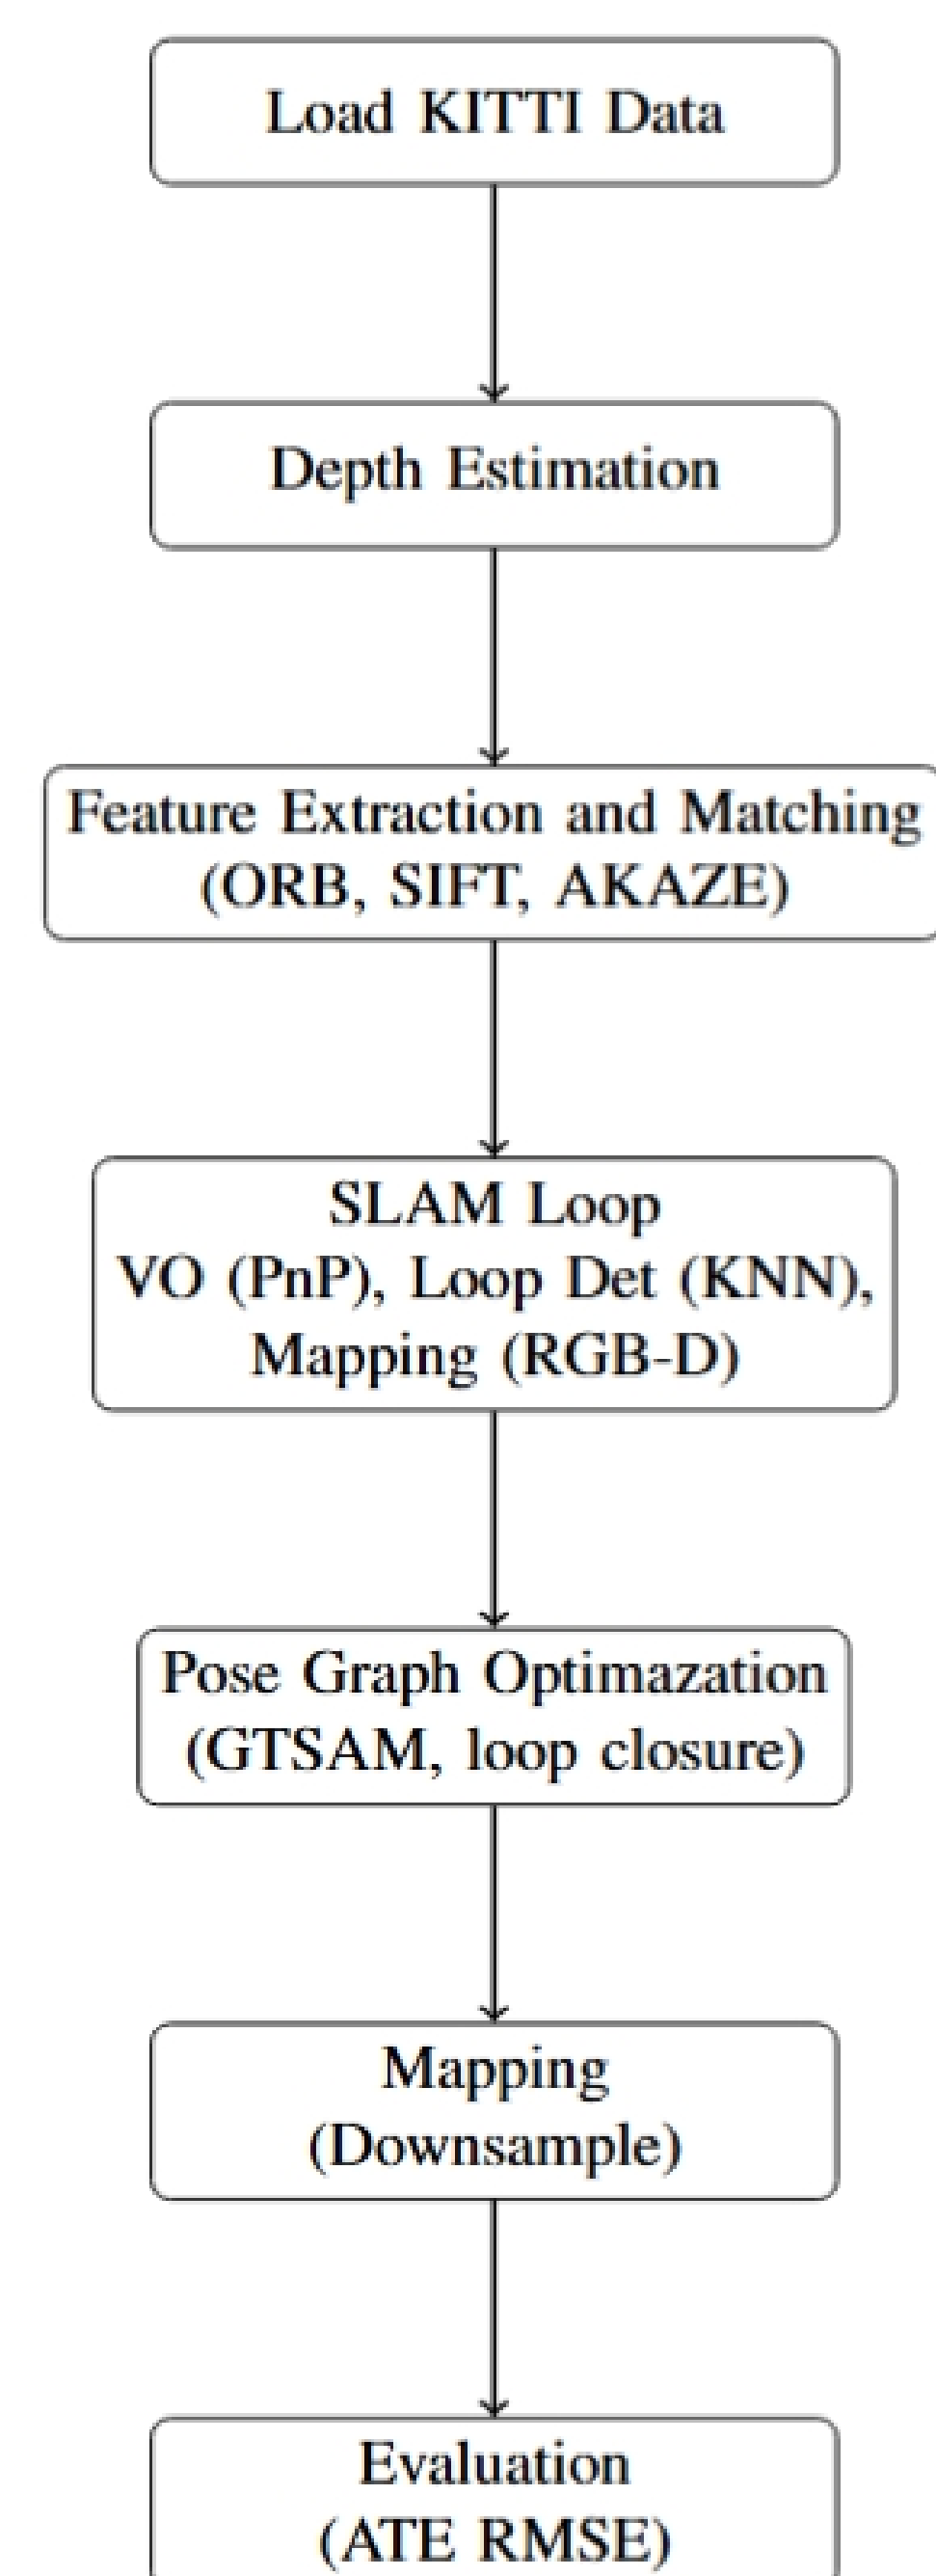 Load KITTI Data
Depth Estimation
Feature Extraction and Matching
(ORB, SIFT, AKAZE)
SLAM Loop
VO (PnP), Loop Det (KNN),
Mapping (RGB-D)
Pose Graph Optimazation
(GTSAM, loop closure)
Mapping
(Downsample)
Evaluation
(ATE RMSE)